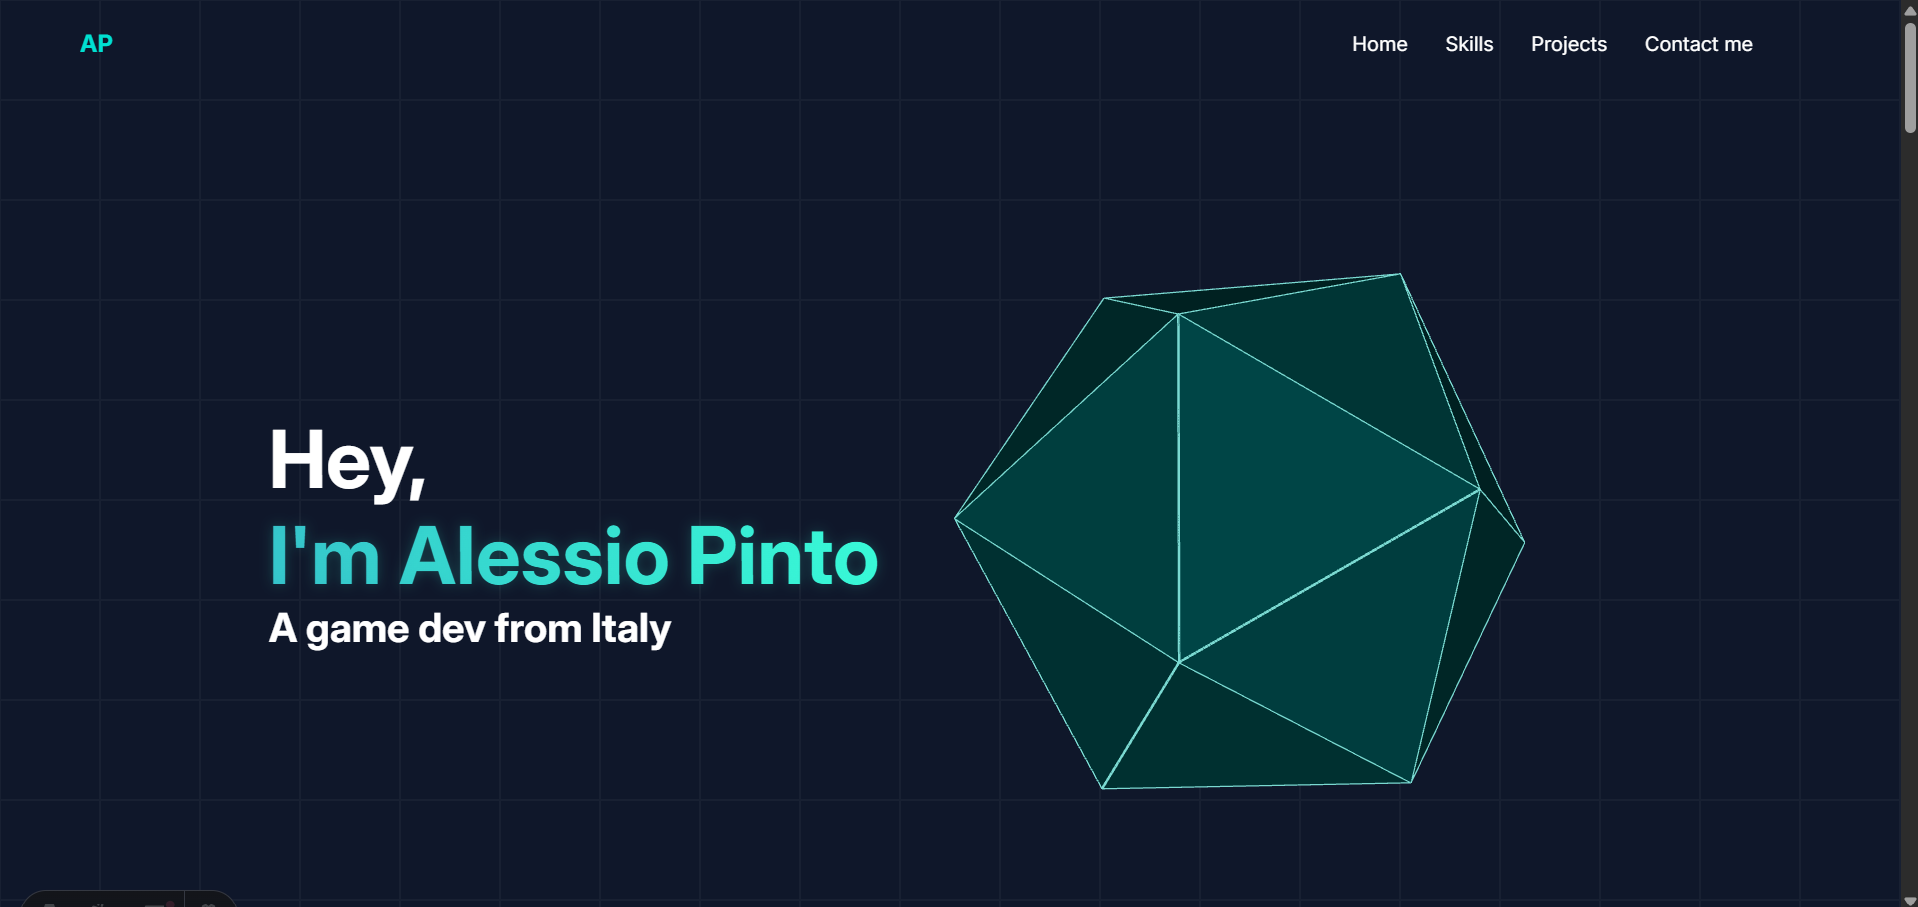 AP
Home Skills Projects Contact me
Hey,
I'm Alessio Pinto
A game dev from Italy